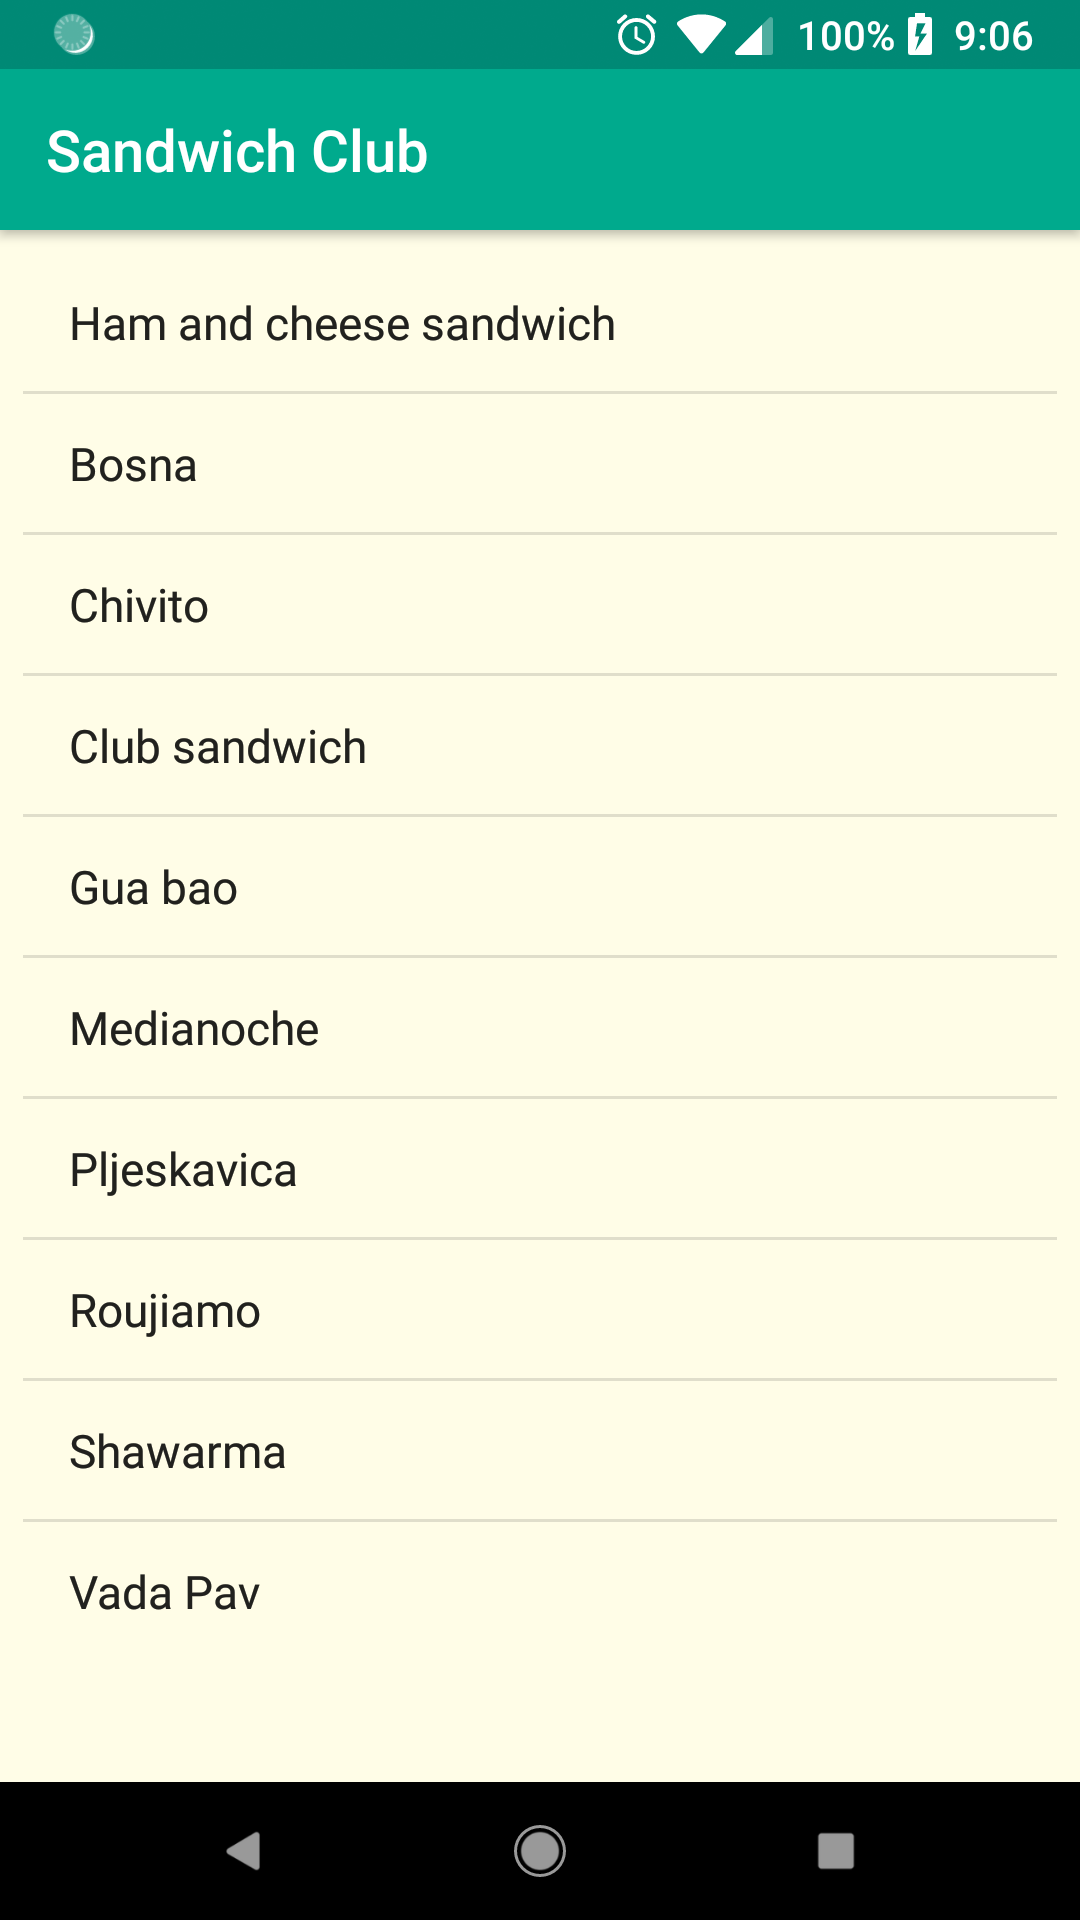 100% 9:06
Sandwich Club
Ham and cheese sandwich
Bosna
Chivito
Club sandwich
Gua bao
Medianoche
Pljeskavica
Roujiamo
Shawarma
Vada Pav